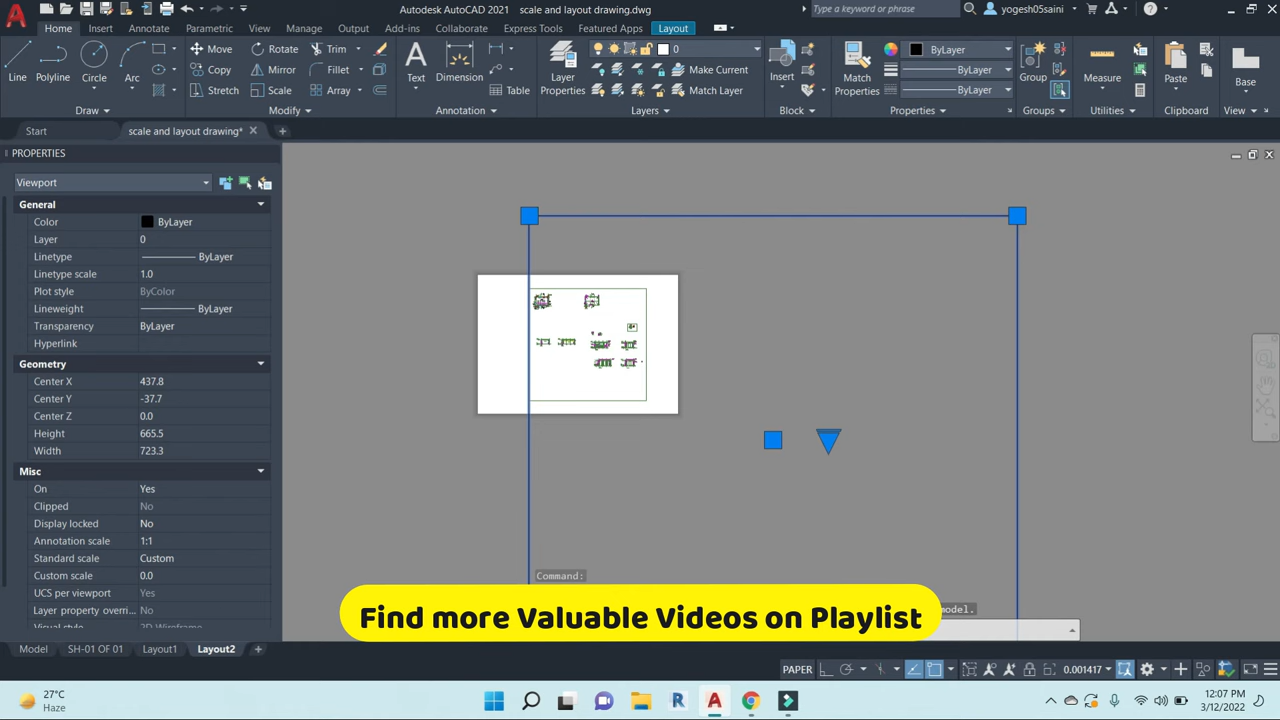 Autodesk AutoCAD 2021 scale and layout drawing.dwg
Type a keyword or phrase
yogesh05saini
Home Insert Annotate Parametric View Manage Output Add-ins Collaborate Express Tools Featured Apps Layout
Line Polyline Circle Arc
Move Rotate Trim
Copy Mirror Fillet
Stretch Scale Array
Text Dimension Table
Layer Properties
0
Make Current
Match Layer
Insert
Match Properties
ByLayer
ByLayer
ByLayer
Group
Measure
Paste
Base
Draw Modify Annotation Layers Block Properties Groups Utilities Clipboard View
Start scale and layout drawing*
PROPERTIES
Viewport
General
Color ByLayer
Layer 0
Linetype ByLayer
Linetype scale 1.0
Plot style ByColor
Lineweight ByLayer
Transparency ByLayer
Hyperlink
Geometry
Center X 437.8
Center Y -37.7
Center Z 0.0
Height 665.5
Width 723.3
Misc
On Yes
Clipped No
Display locked No
Annotation scale 1:1
Standard scale Custom
Custom scale 0.0
UCS per viewport Yes
Layer property overri... No
Visual style 2D Wireframe
Command:
Find more Valuable Videos on Playlist
model.
Model SH-01 OF 01 Layout1 Layout2
PAPER 0.001417
27°C
Haze
12:07 PM
3/12/2022